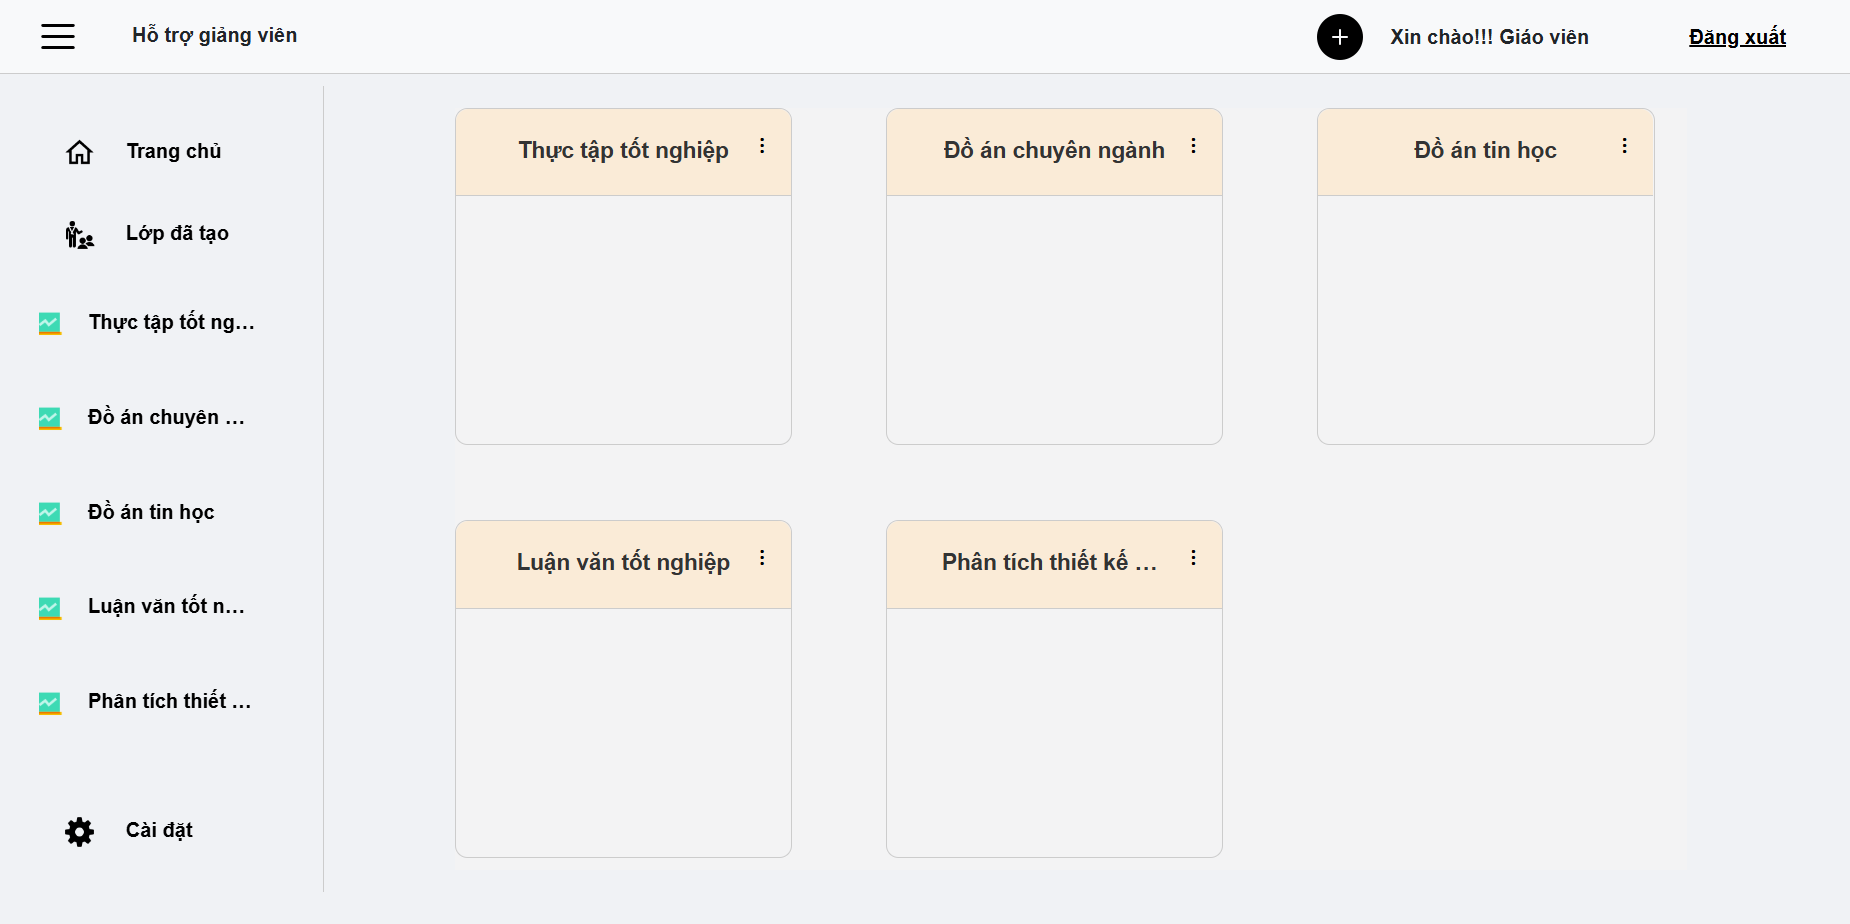 Hỗ trợ giảng viên
Xin chào!!! Giáo viên
Đăng xuất
Trang chủ
Lớp đã tạo
Thực tập tốt ng...
Đồ án chuyên ...
Đồ án tin học
Luận văn tốt n...
Phân tích thiết ...
Cài đặt
Thực tập tốt nghiệp
Đồ án chuyên ngành
Đồ án tin học
Luận văn tốt nghiệp
Phân tích thiết kế ...